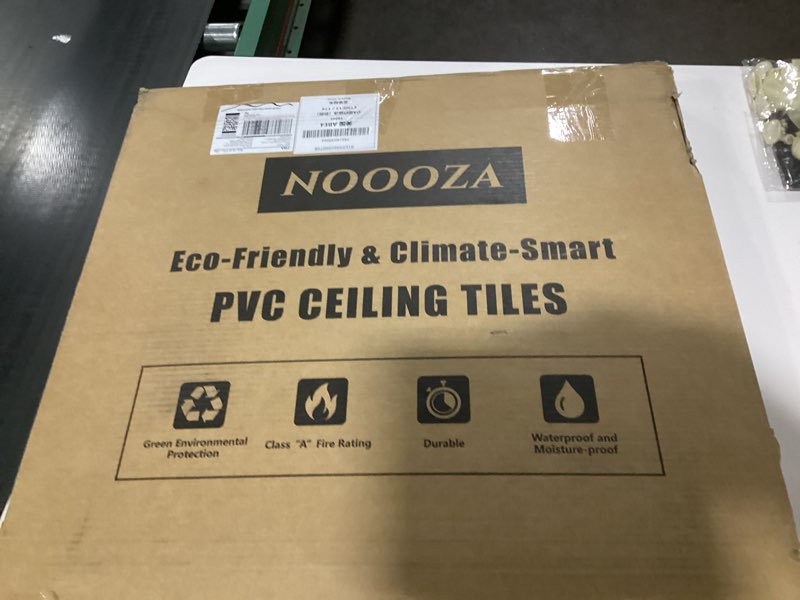 NOOOZA
Eco-Friendly & Climate-Smart
PVC CEILING TILES
Green Environmental
Protection
Class "A" Fire Rating
Durable
Waterproof and
Moisture-proof